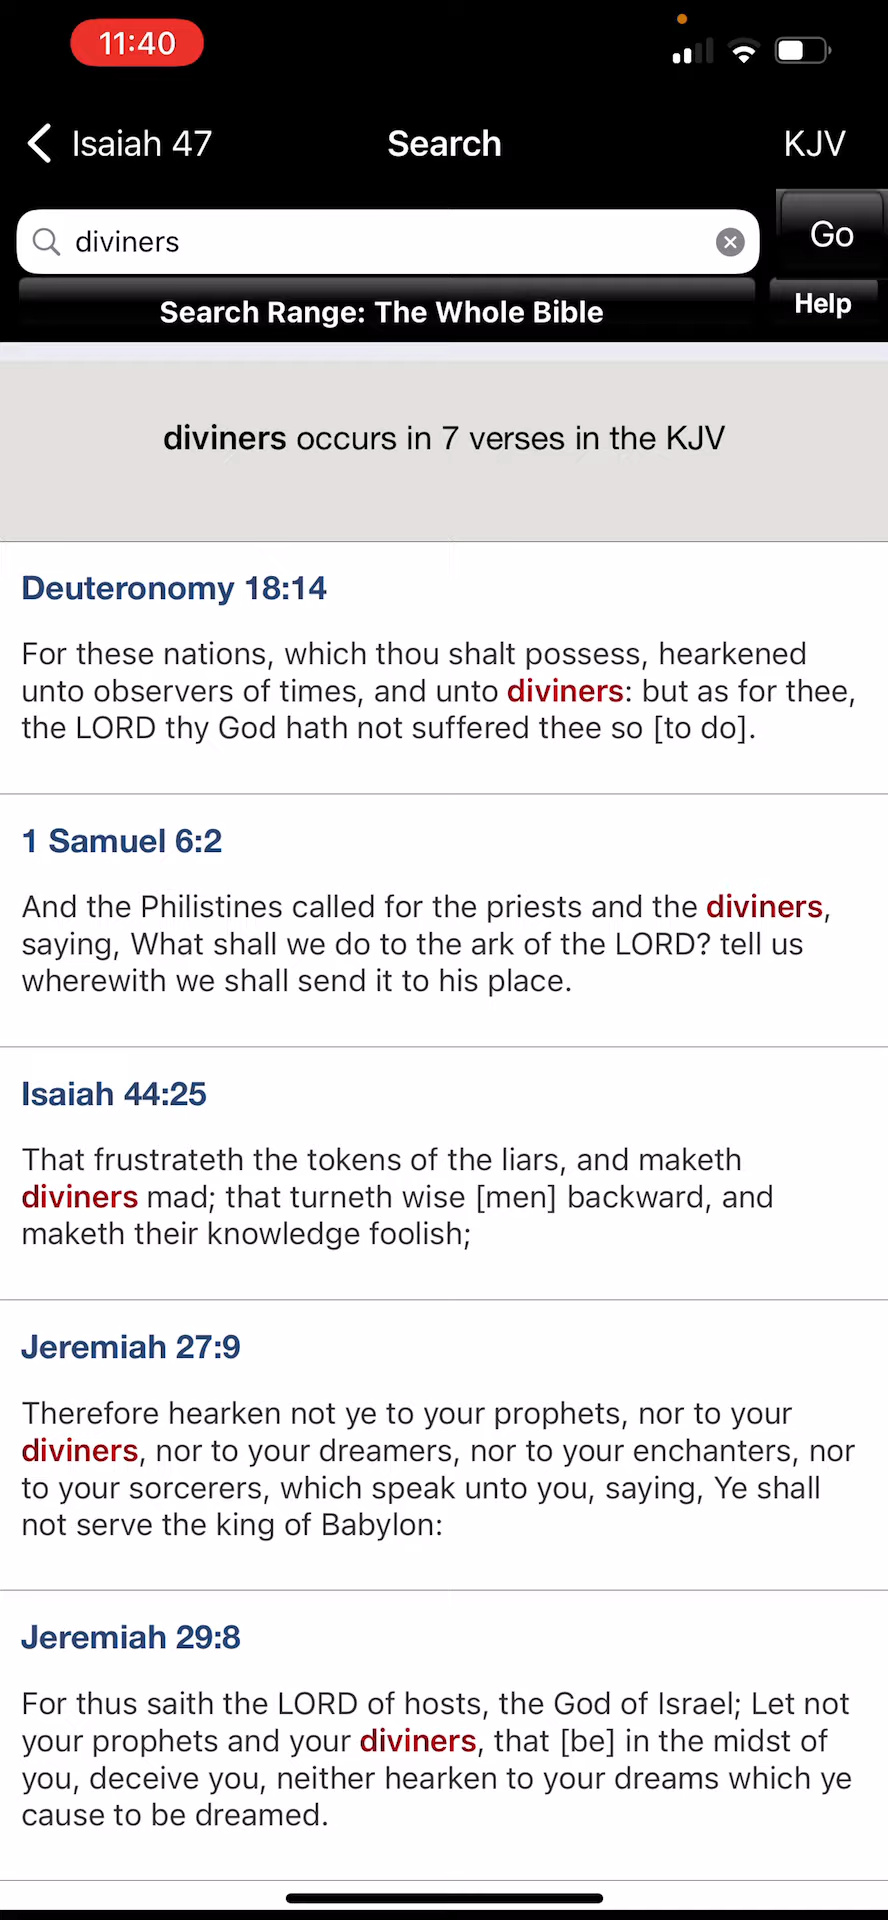 11:40
Isaiah 47 Search KJV
diviners Go
Search Range: The Whole Bible Help
diviners occurs in 7 verses in the KJV
Deuteronomy 18:14
For these nations, which thou shalt possess, hearkened
unto observers of times, and unto diviners: but as for thee,
the LORD thy God hath not suffered thee so [to do].
1 Samuel 6:2
And the Philistines called for the priests and the diviners,
saying, What shall we do to the ark of the LORD? tell us
wherewith we shall send it to his place.
Isaiah 44:25
That frustrateth the tokens of the liars, and maketh
diviners mad; that turneth wise [men] backward, and
maketh their knowledge foolish;
Jeremiah 27:9
Therefore hearken not ye to your prophets, nor to your
diviners, nor to your dreamers, nor to your enchanters, nor
to your sorcerers, which speak unto you, saying, Ye shall
not serve the king of Babylon:
Jeremiah 29:8
For thus saith the LORD of hosts, the God of Israel; Let not
your prophets and your diviners, that [be] in the midst of
you, deceive you, neither hearken to your dreams which ye
cause to be dreamed.